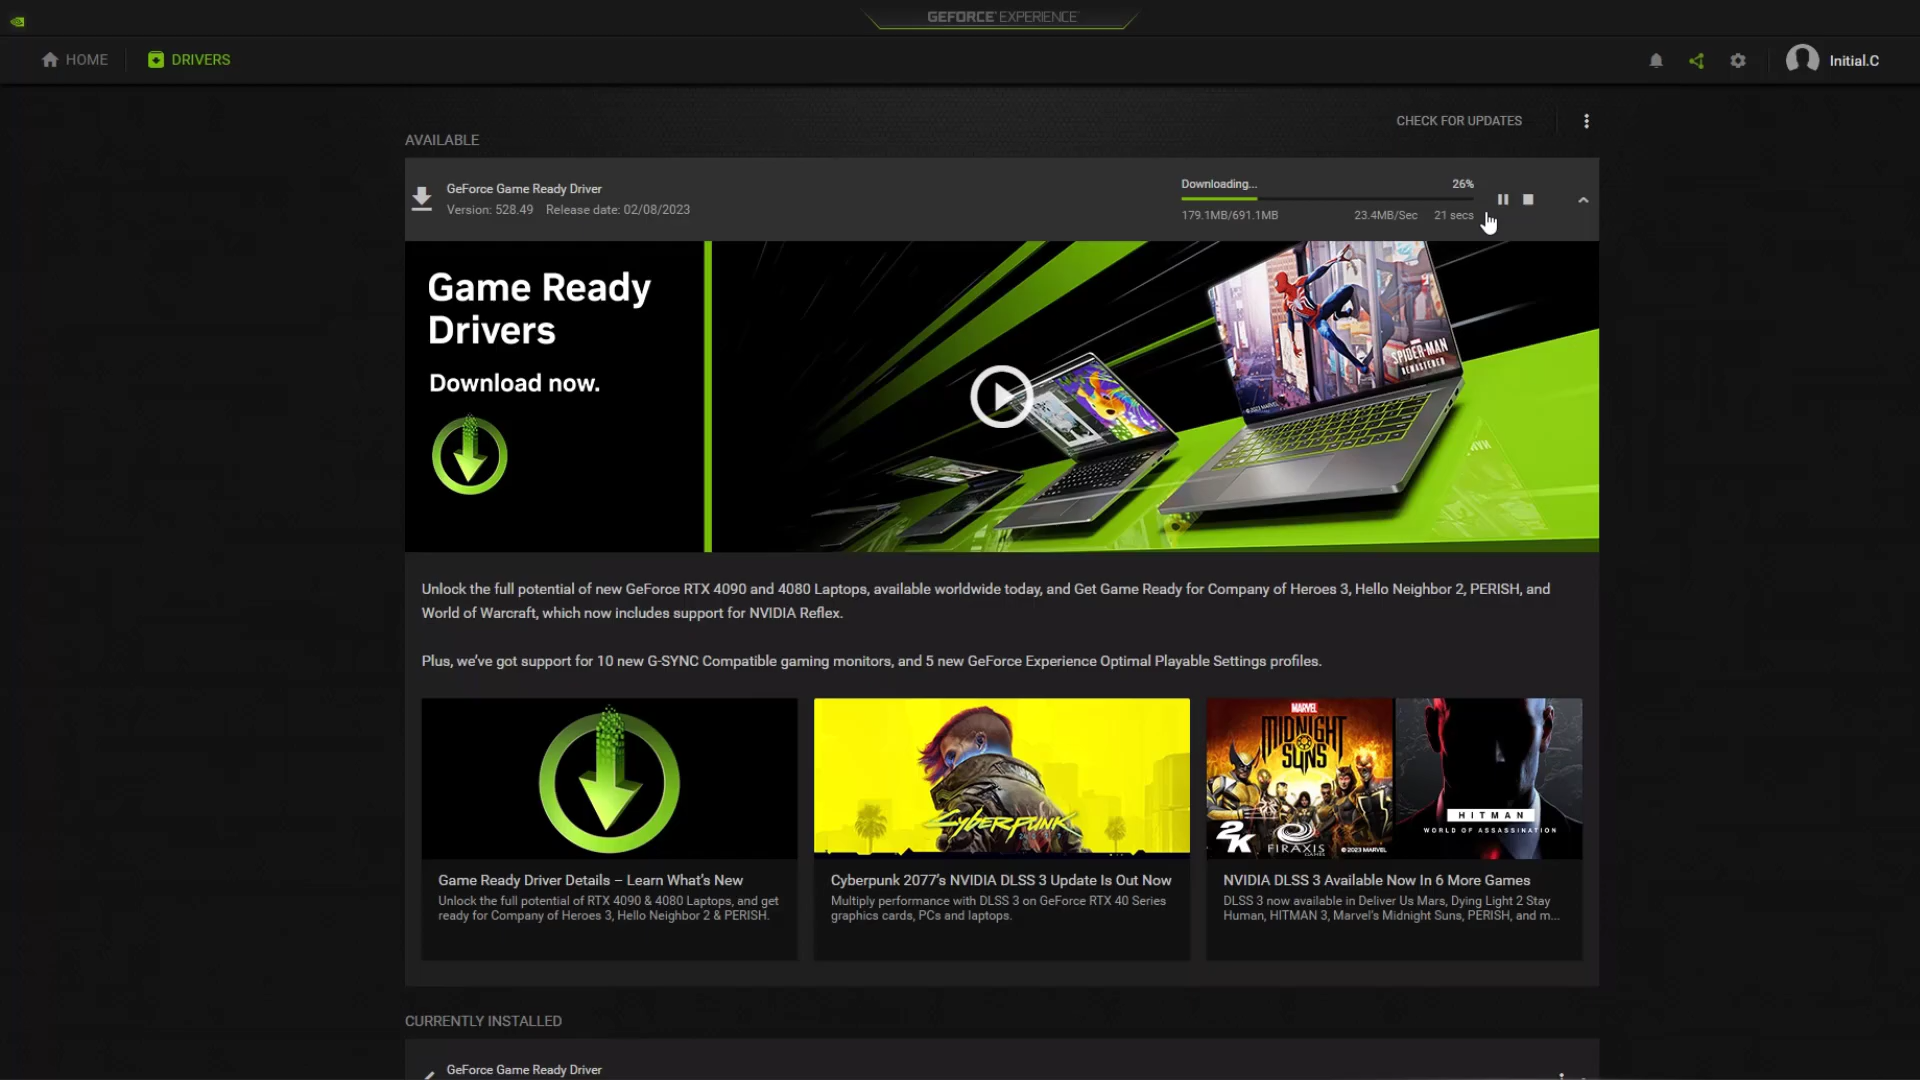 GEFORCE EXPERIENCE
HOME
DRIVERS
Initial.C
CHECK FOR UPDATES
AVAILABLE
GeForce Game Ready Driver
Version: 528.49 Release date: 02/08/2023
Downloading... 26%
179.1MB/691.1MB 23.4MB/Sec 21 secs
Game Ready
Drivers
Download now.
MARVEL
SPIDER-MAN
REMASTERED
Unlock the full potential of new GeForce RTX 4090 and 4080 Laptops, available worldwide today, and Get Game Ready for Company of Heroes 3, Hello Neighbor 2, PERISH, and
World of Warcraft, which now includes support for NVIDIA Reflex.
Plus, we've got support for 10 new G-SYNC Compatible gaming monitors, and 5 new GeForce Experience Optimal Playable Settings profiles.
Cyberpunk
MARVEL
MIDNIGHT
SUNS
2K
FIRAXIS
GAMES
©2023 MARVEL
HITMAN
WORLD OF ASSASSINATION
Game Ready Driver Details – Learn What's New
Unlock the full potential of RTX 4090 & 4080 Laptops, and get
ready for Company of Heroes 3, Hello Neighbor 2 & PERISH.
Cyberpunk 2077's NVIDIA DLSS 3 Update Is Out Now
Multiply performance with DLSS 3 on GeForce RTX 40 Series
graphics cards, PCs and laptops.
NVIDIA DLSS 3 Available Now In 6 More Games
DLSS 3 now available in Deliver Us Mars, Dying Light 2 Stay
Human, HITMAN 3, Marvel's Midnight Suns, PERISH, and m...
CURRENTLY INSTALLED
GeForce Game Ready Driver